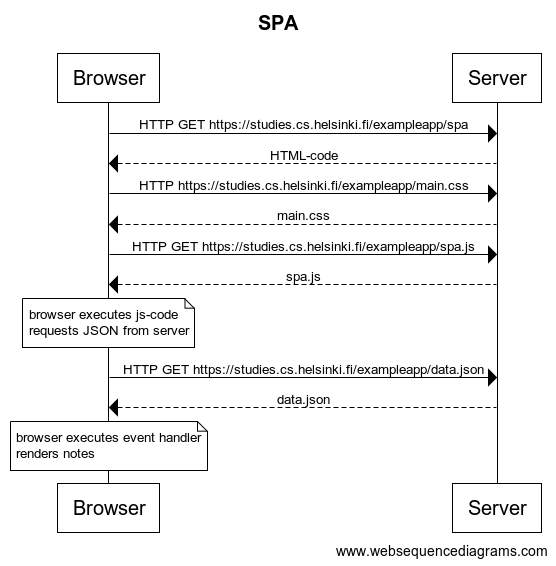 SPA
Browser
Server
HTTP GET https://studies.cs.helsinki.fi/exampleapp/spa
HTML-code
HTTP https://studies.cs.helsinki.fi/exampleapp/main.css
main.css
HTTP GET https://studies.cs.helsinki.fi/exampleapp/spa.js
spa.js
browser executes js-code
requests JSON from server
HTTP GET https://studies.cs.helsinki.fi/exampleapp/data.json
data.json
browser executes event handler
renders notes
Browser
Server
www.websequencediagrams.com